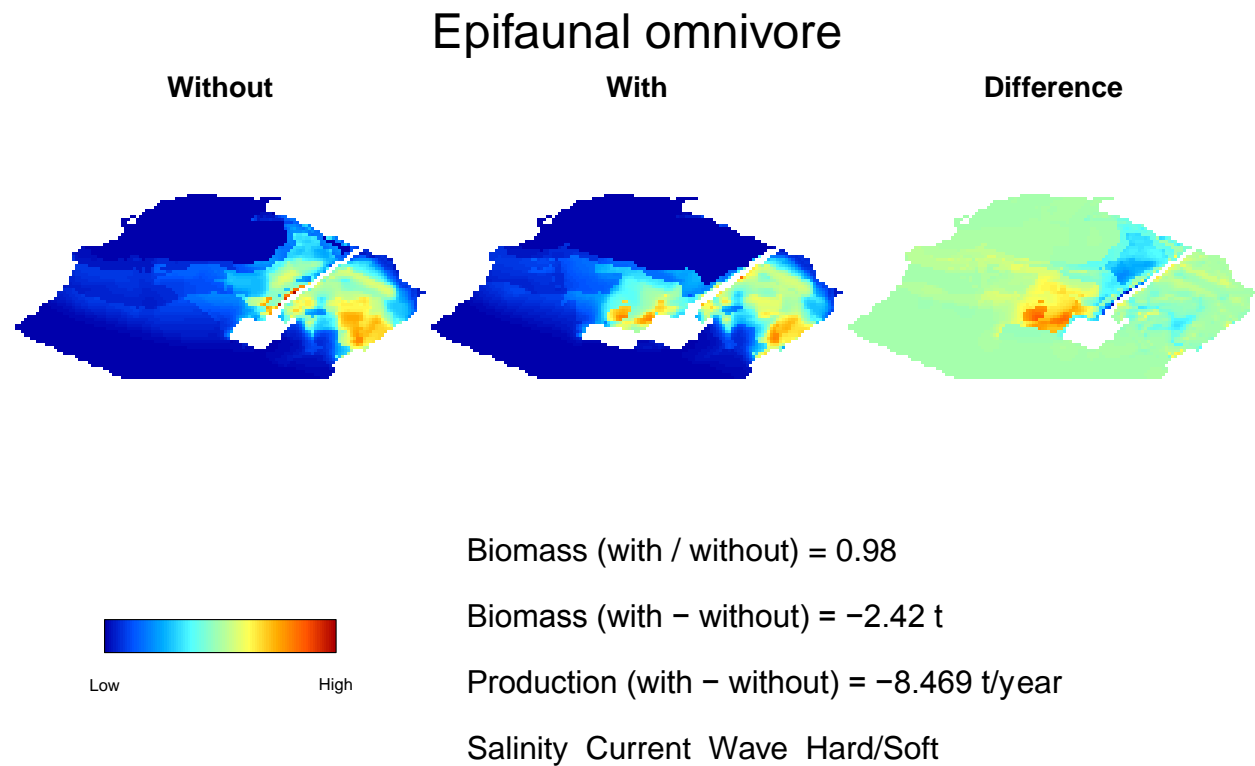 Epifaunal omnivore
Without With Difference
Biomass (with / without) = 0.98
Biomass (with − without) = −2.42 t
Production (with − without) = −8.469 t/year
Low High
Salinity Current Wave Hard/Soft